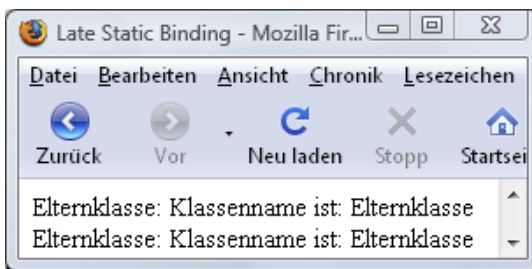 Late Static Binding - Mozilla Fir...
Datei Bearbeiten Ansicht Chronik Lesezeichen
Zurück Vor Neu laden Stopp Startsei
Elternklasse: Klassenname ist: Elternklasse
Elternklasse: Klassenname ist: Elternklasse